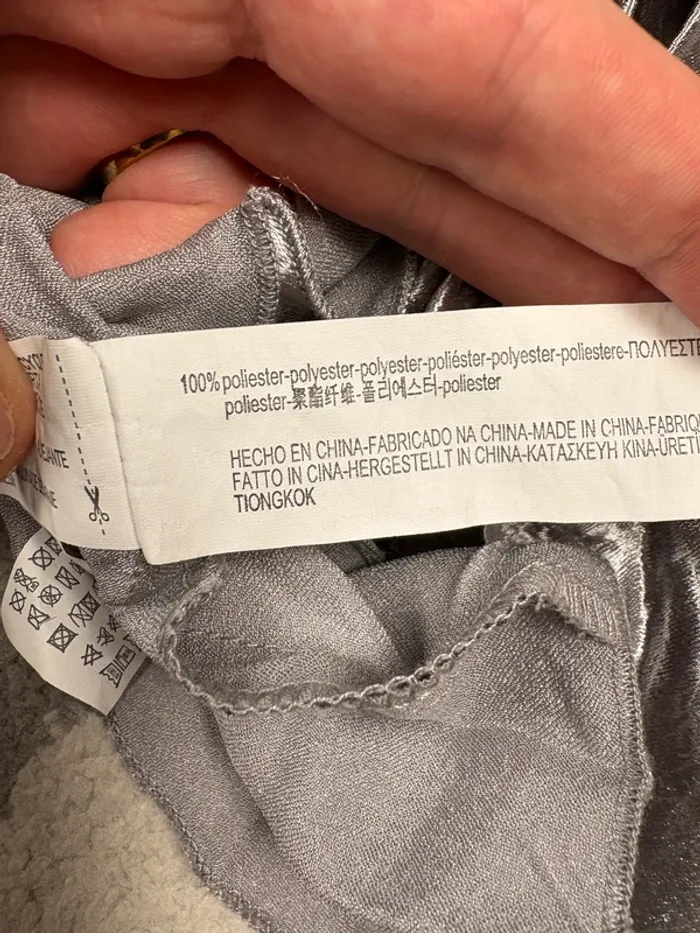 100% poliester-polyester-polyester-poliéster-polyester-poliestere-ΠΟΛΥΕΣΤΕ
poliester-聚酯纤维-폴리에스터-poliester
HECHO EN CHINA-FABRICADO NA CHINA-MADE IN CHINA-FABRIQ
FATTO IN CINA-HERGESTELLT IN CHINA-ΚΑΤΑΣΚΕΥΗ ΚΙΝΑ-ÜRETİ
TIONGKOK